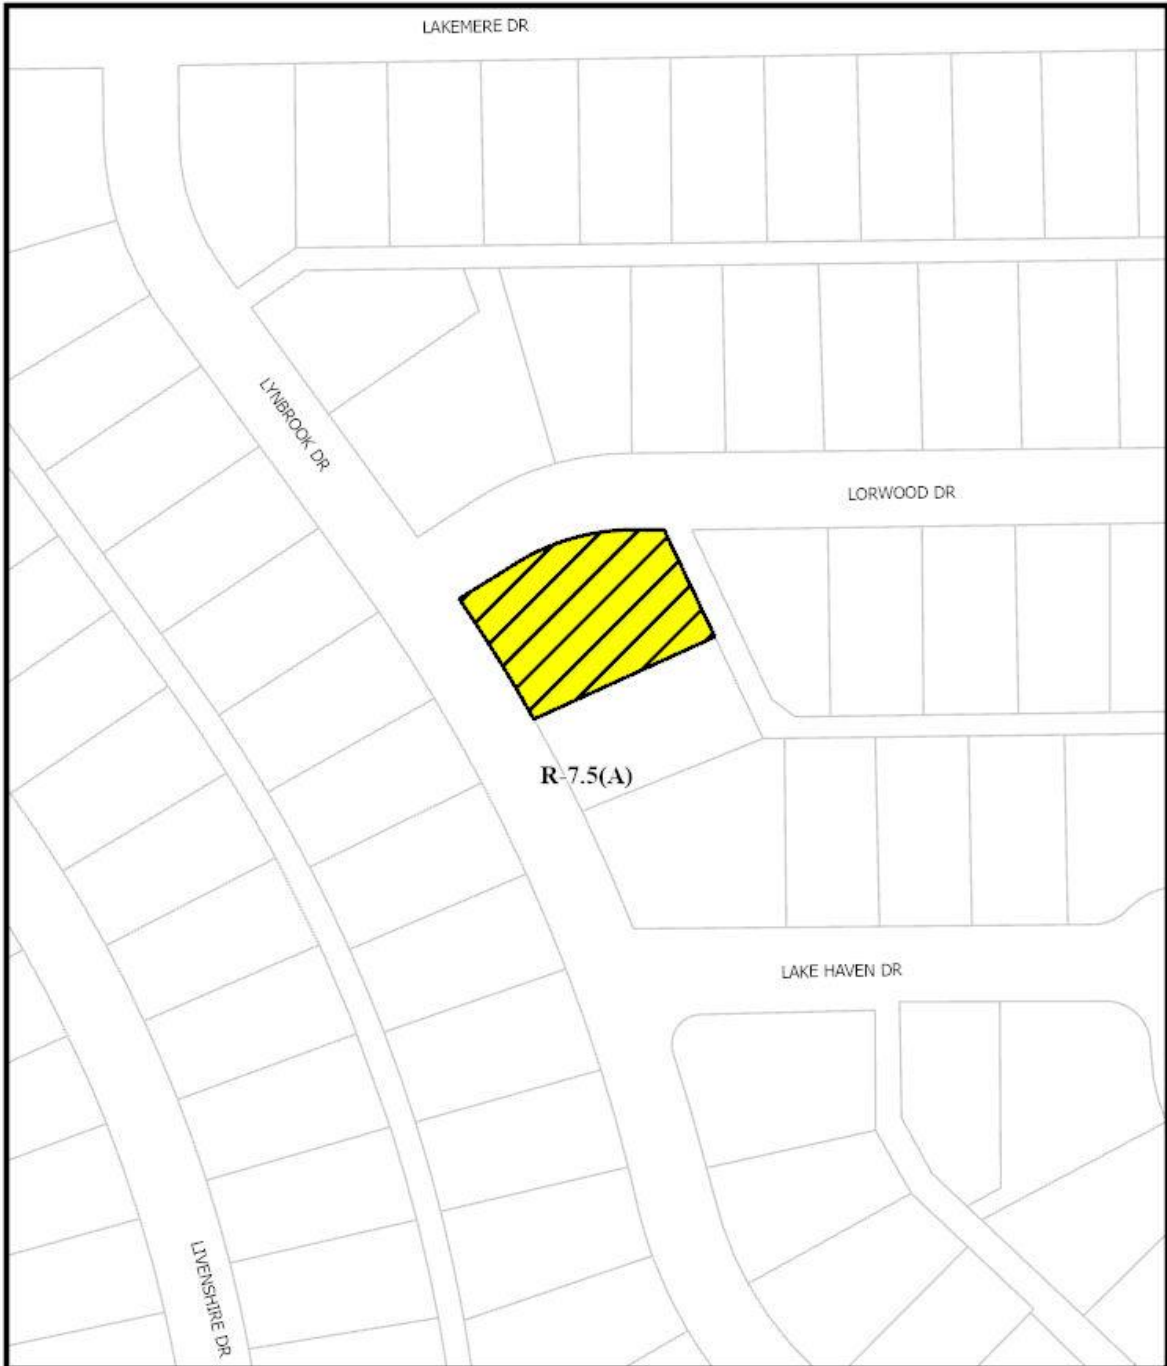 LAKEMERE DR
LYNBROOK DR
LORWOOD DR
R-7.5(A)
LAKE HAVEN DR
LIVENSHIRE DR